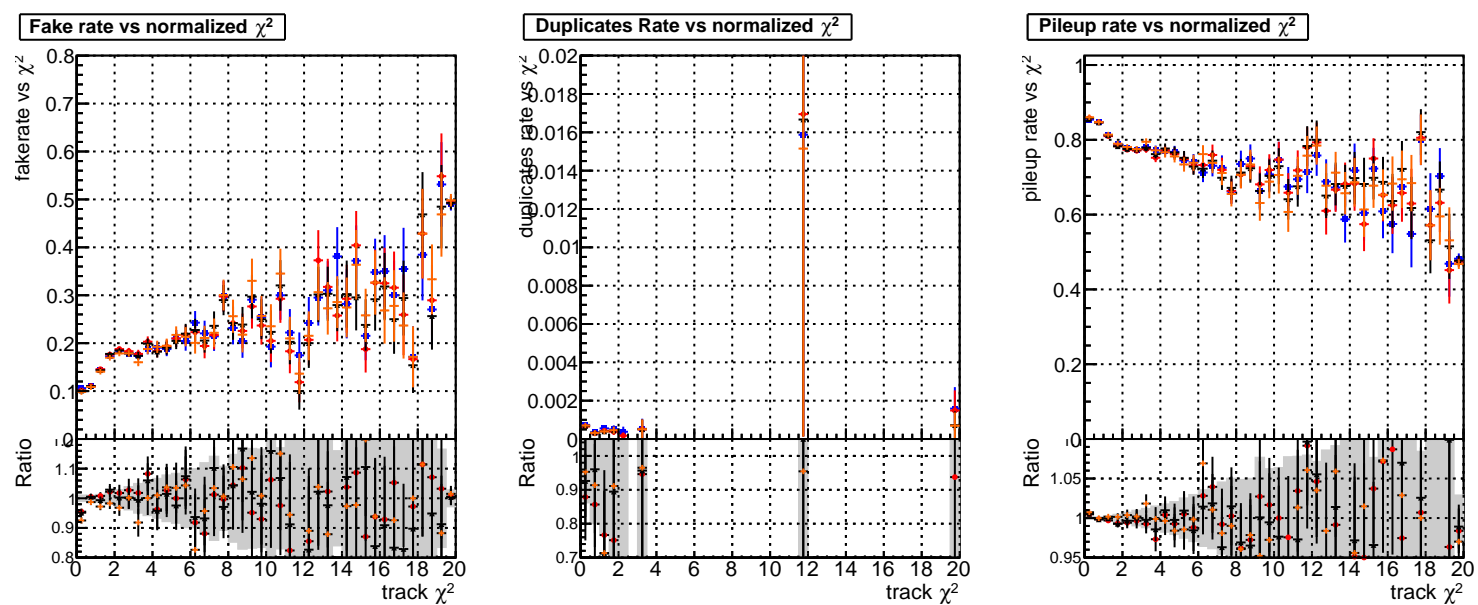 Fake rate vs normalized χ²
fakerate vs χ²
0.8
0.7
0.6
0.5
0.4
0.3
0.2
0.1
0
Ratio
1.1
1
0.9
0.8
0 2 4 6 8 10 12 14 16 18 20
track χ²
Duplicates Rate vs normalized χ²
duplicates rate vs χ²
0.02
0.018
0.016
0.014
0.012
0.01
0.008
0.006
0.004
0.002
0
Ratio
1
0.9
0.8
0.7
0 2 4 6 8 10 12 14 16 18 20
track χ²
Pileup rate vs normalized χ²
pileup rate vs χ²
1
0.8
0.6
0.4
0.2
0
Ratio
1.05
1
0.95
0 2 4 6 8 10 12 14 16 18 20
track χ²